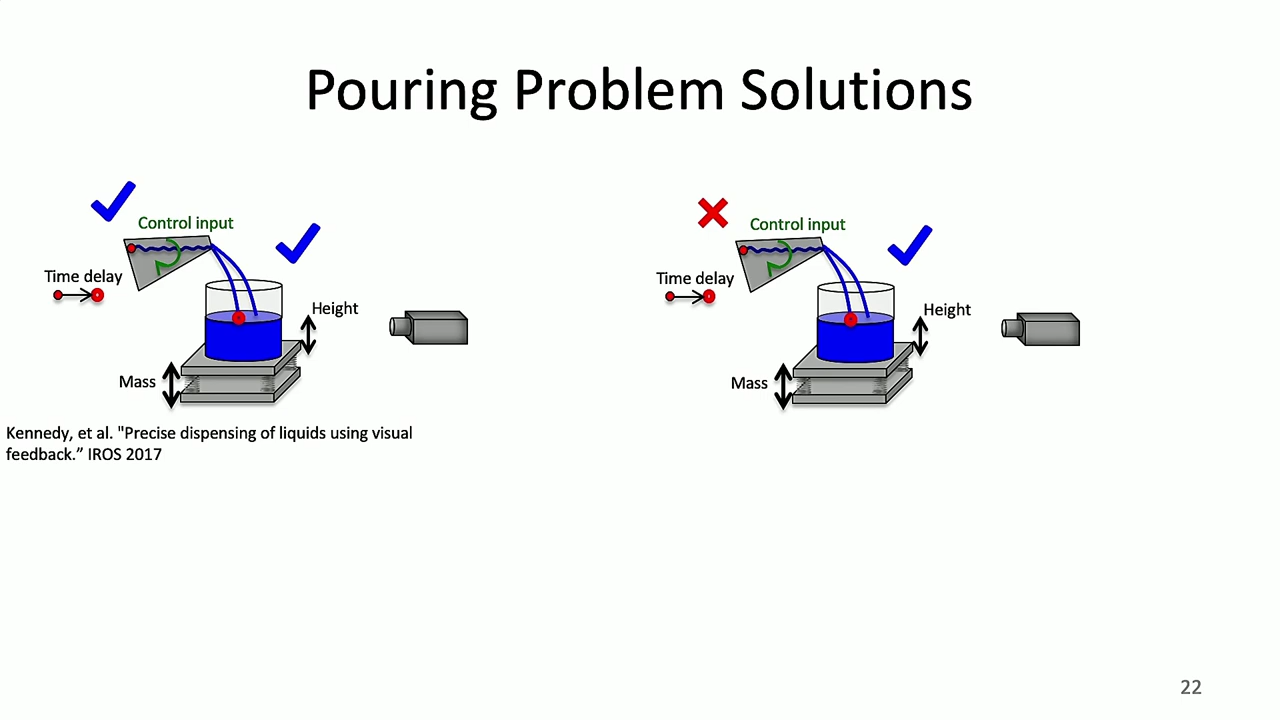 Pouring Problem Solutions
Control input
Time delay
Height
Mass
Kennedy, et al. "Precise dispensing of liquids using visual
feedback.” IROS 2017
Control input
Time delay
Height
Mass
22